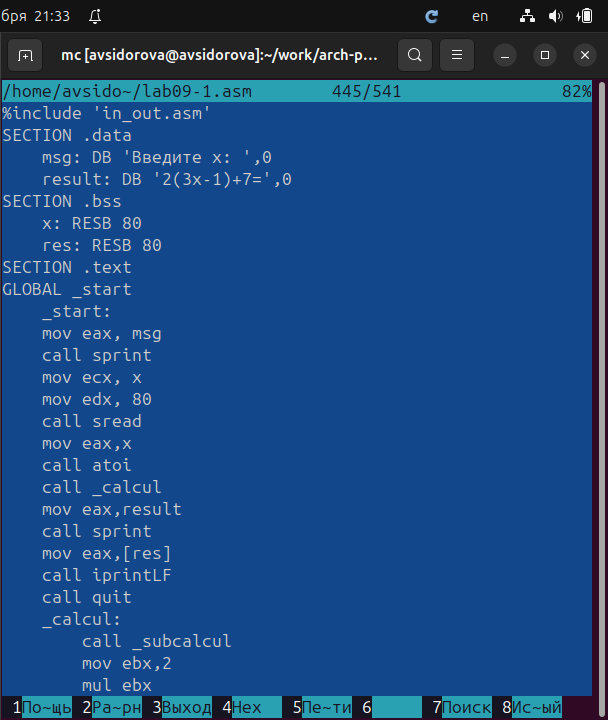 бря 21:33 en
mc [avsidorova@avsidorova]:~/work/arch-p...
/home/avsido~/lab09-1.asm 445/541 82%
%include 'in_out.asm'
SECTION .data
msg: DB 'Введите x: ',0
result: DB '2(3x-1)+7=',0
SECTION .bss
x: RESB 80
res: RESB 80
SECTION .text
GLOBAL _start
_start:
mov eax, msg
call sprint
mov ecx, x
mov edx, 80
call sread
mov eax,x
call atoi
call _calcul
mov eax,result
call sprint
mov eax,[res]
call iprintLF
call quit
_calcul:
call _subcalcul
mov ebx,2
mul ebx
1По~щь 2Ра~рн 3Выход 4Hex 5Пе~ти 6 7Поиск 8Ис~ый